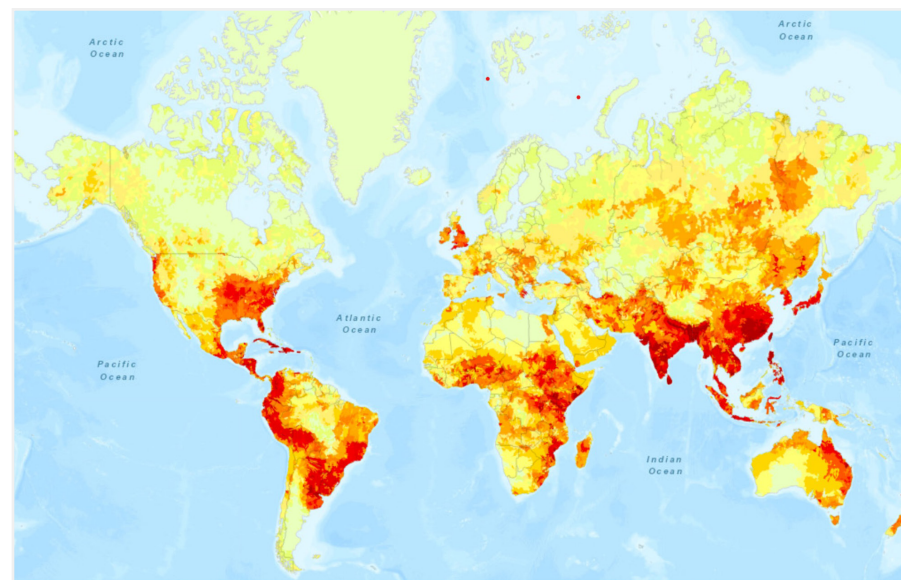 Arctic
Ocean
Arctic
Ocean
Atlantic
Ocean
Pacific
Ocean
Pacific
Ocean
Indian
Ocean